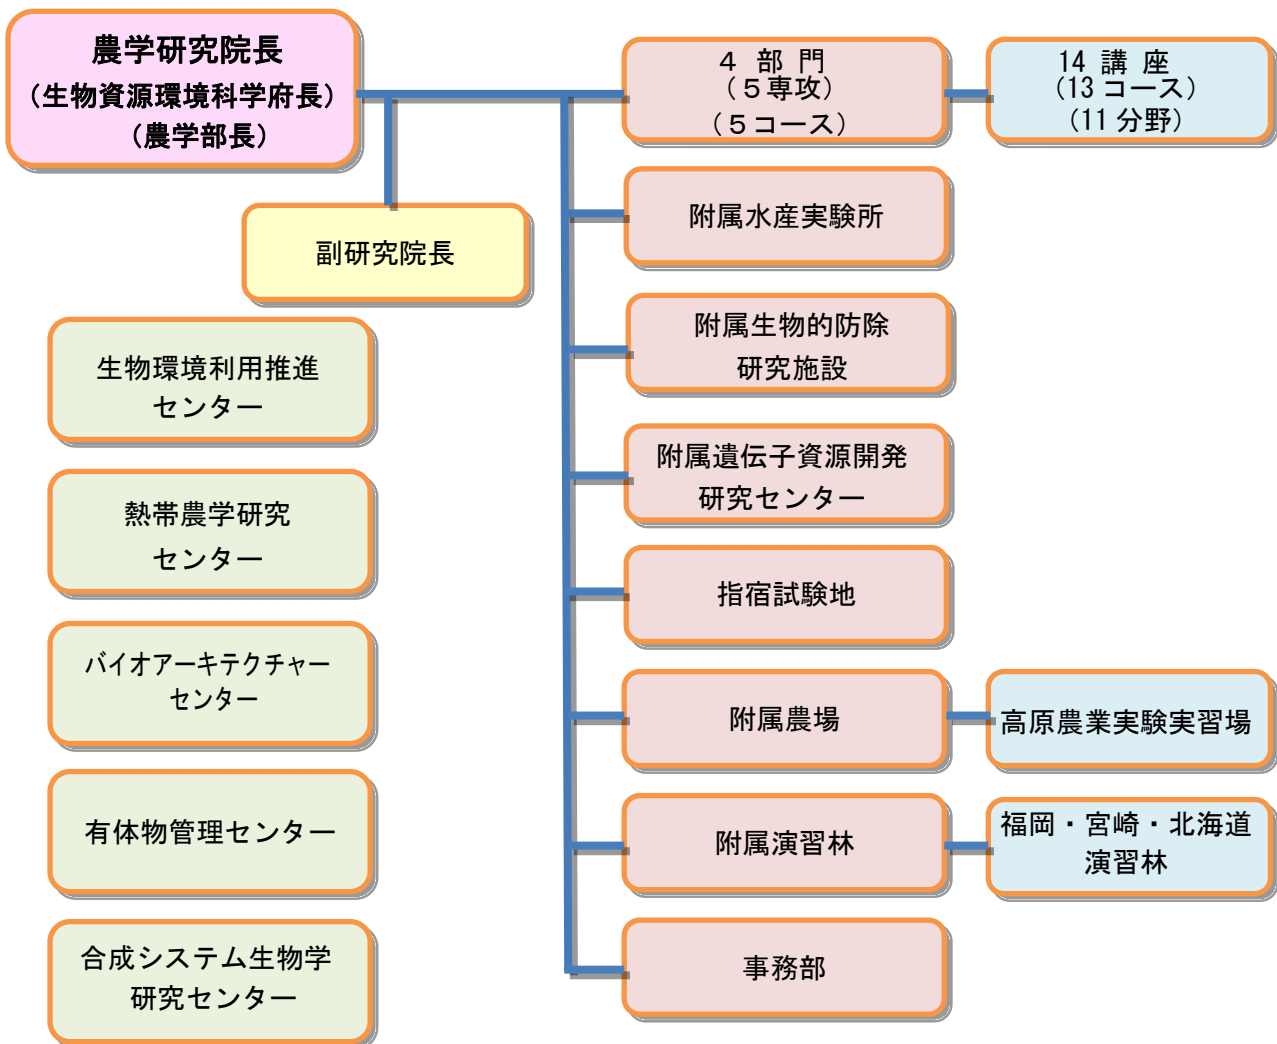 農学研究院長
(生物資源環境科学府長)
(農学部長)
副研究院長
4 部 門
(5専攻)
(5コース)
14 講 座
(13コース)
(11分野)
附属水産実験所
附属生物的防除
研究施設
附属遺伝子資源開発
研究センター
指宿試験地
附属農場
高原農業実験実習場
附属演習林
福岡・宮崎・北海道
演習林
事務部
生物環境利用推進
センター
熱帯農学研究
センター
バイオアーキテクチャー
センター
有体物管理センター
合成システム生物学
研究センター